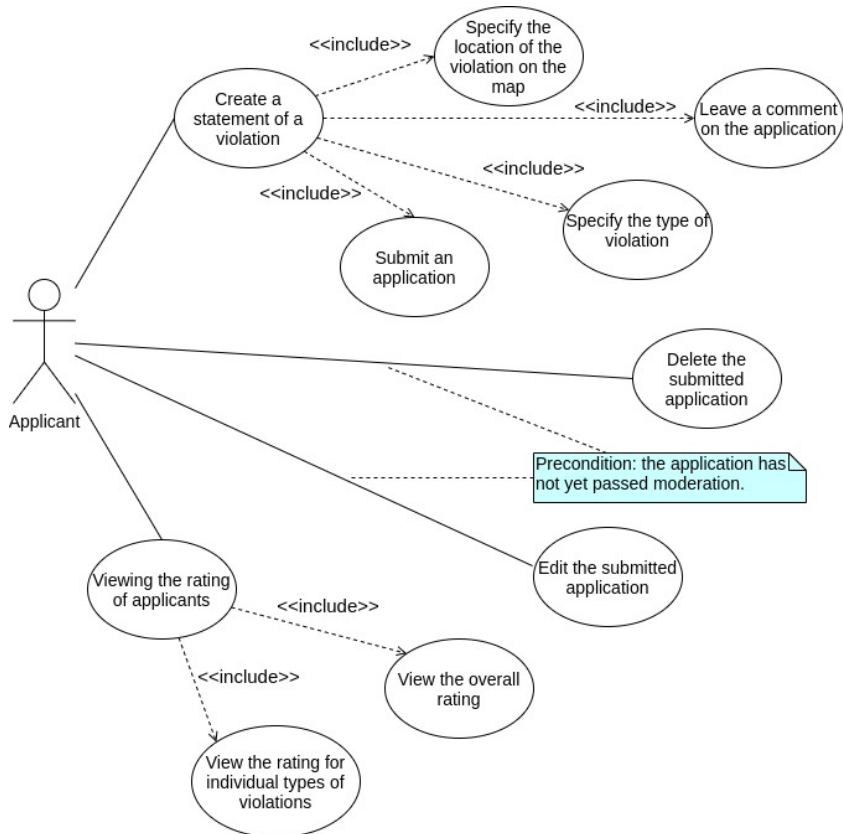 Specify the
location of the
violation on the
map
<<include>>
Create a
statement of a
violation
<<include>>
Leave a comment
on the application
<<include>>
<<include>>
Specify the type of
violation
Submit an
application
Applicant
Delete the
submitted
application
Precondition: the application has
not yet passed moderation.
Edit the submitted
application
Viewing the rating
of applicants
<<include>>
<<include>>
View the overall
rating
View the rating for
individual types of
violations